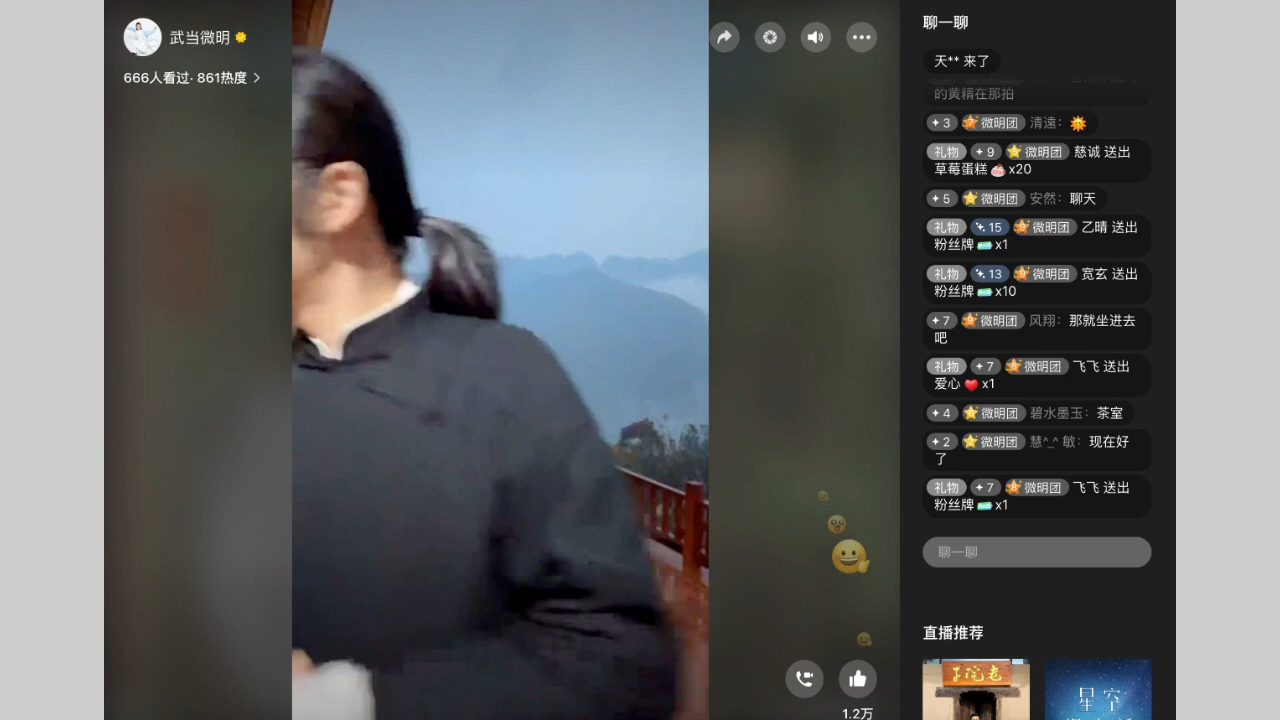 武当微明
666人看过· 861热度
聊一聊
天** 来了
的黄精在那拍
3 微明团 清遠：
礼物 9 微明团 慈诚 送出
草莓蛋糕 x20
5 微明团 安然：聊天
礼物 15 微明团 乙晴 送出
粉丝牌 x1
礼物 13 微明团 宽玄 送出
粉丝牌 x10
7 微明团 风翔：那就坐进去
吧
礼物 7 微明团 飞飞 送出
爱心 x1
4 微明团 碧水墨玉：茶室
2 微明团 慧^_^ 敏：现在好
了
礼物 7 微明团 飞飞 送出
粉丝牌 x1
聊一聊
1.2万
直播推荐
星空